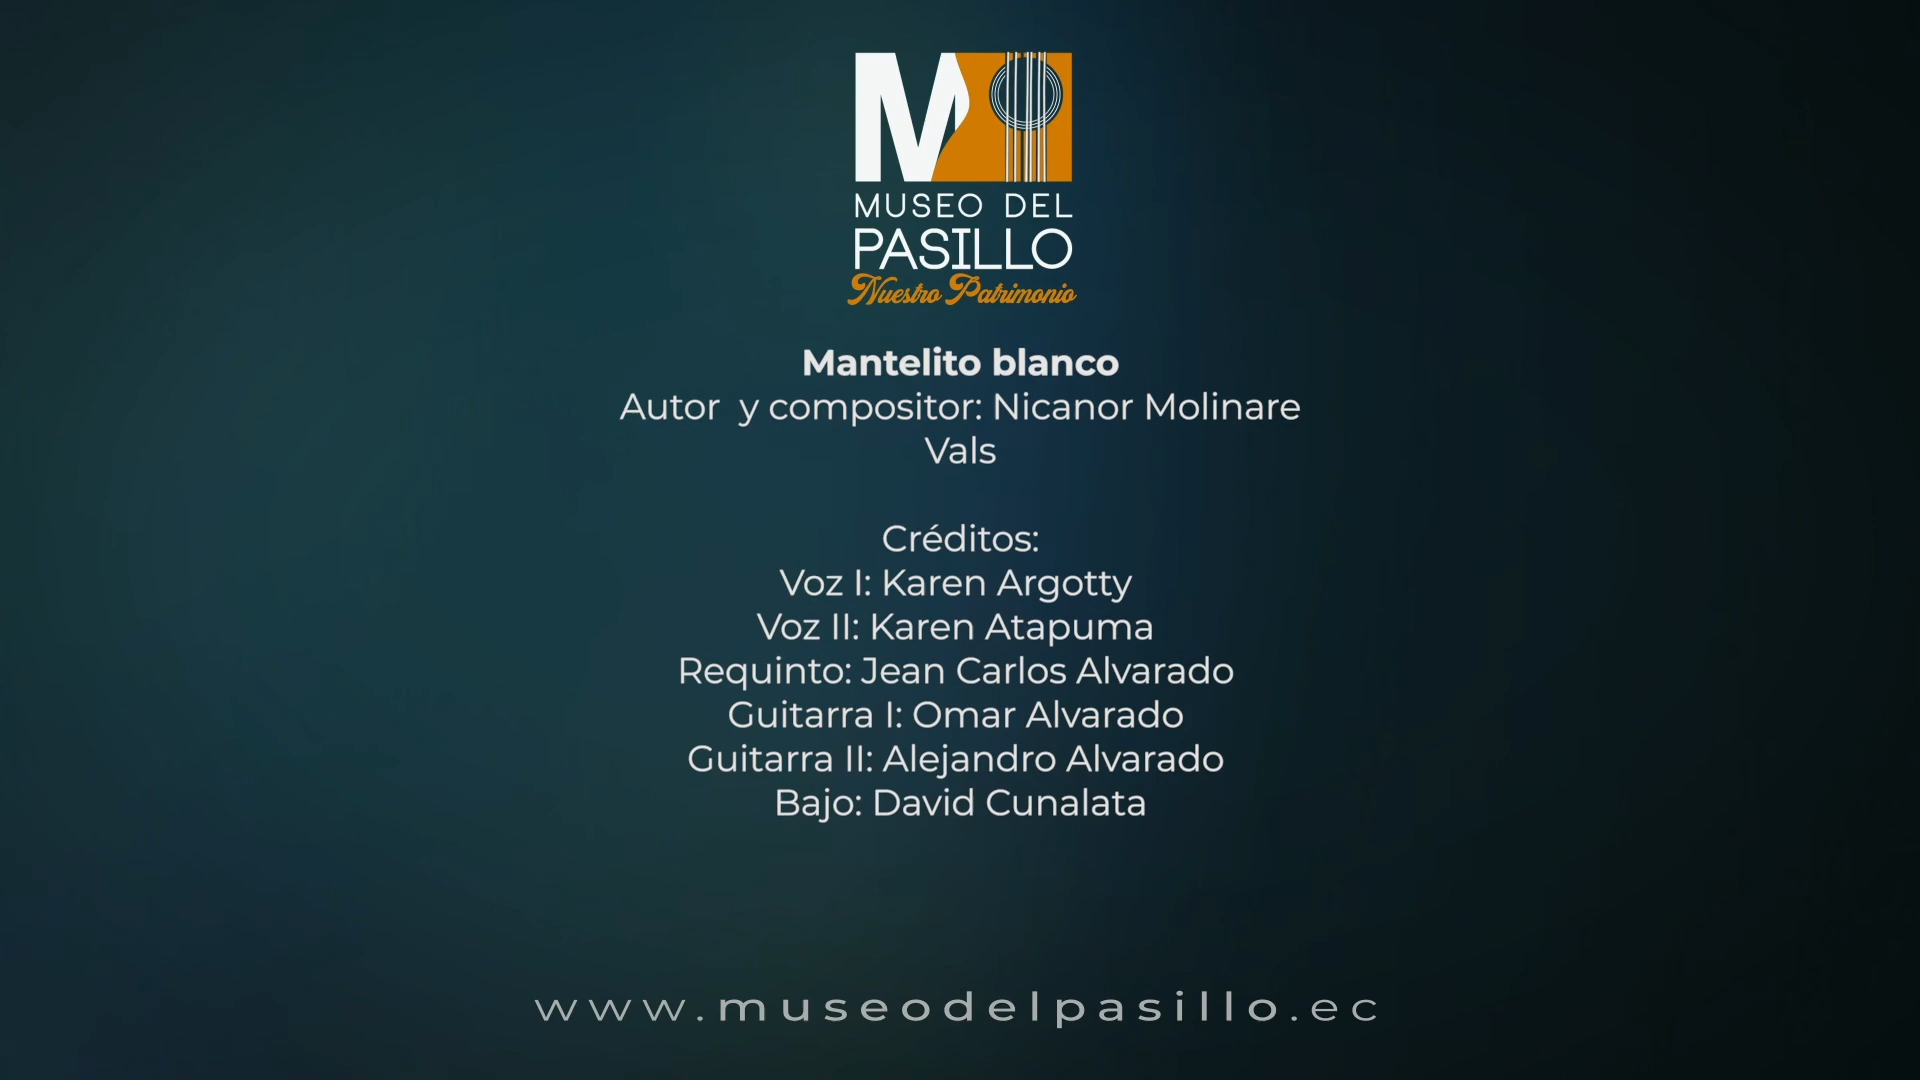 M
MUSEO DEL
PASILLO
Nuestro Patrimonio
Mantelito blanco
Autor y compositor: Nicanor Molinare
Vals
Créditos:
Voz I: Karen Argotty
Voz II: Karen Atapuma
Requinto: Jean Carlos Alvarado
Guitarra I: Omar Alvarado
Guitarra II: Alejandro Alvarado
Bajo: David Cunalata
www.museodelpasillo.ec